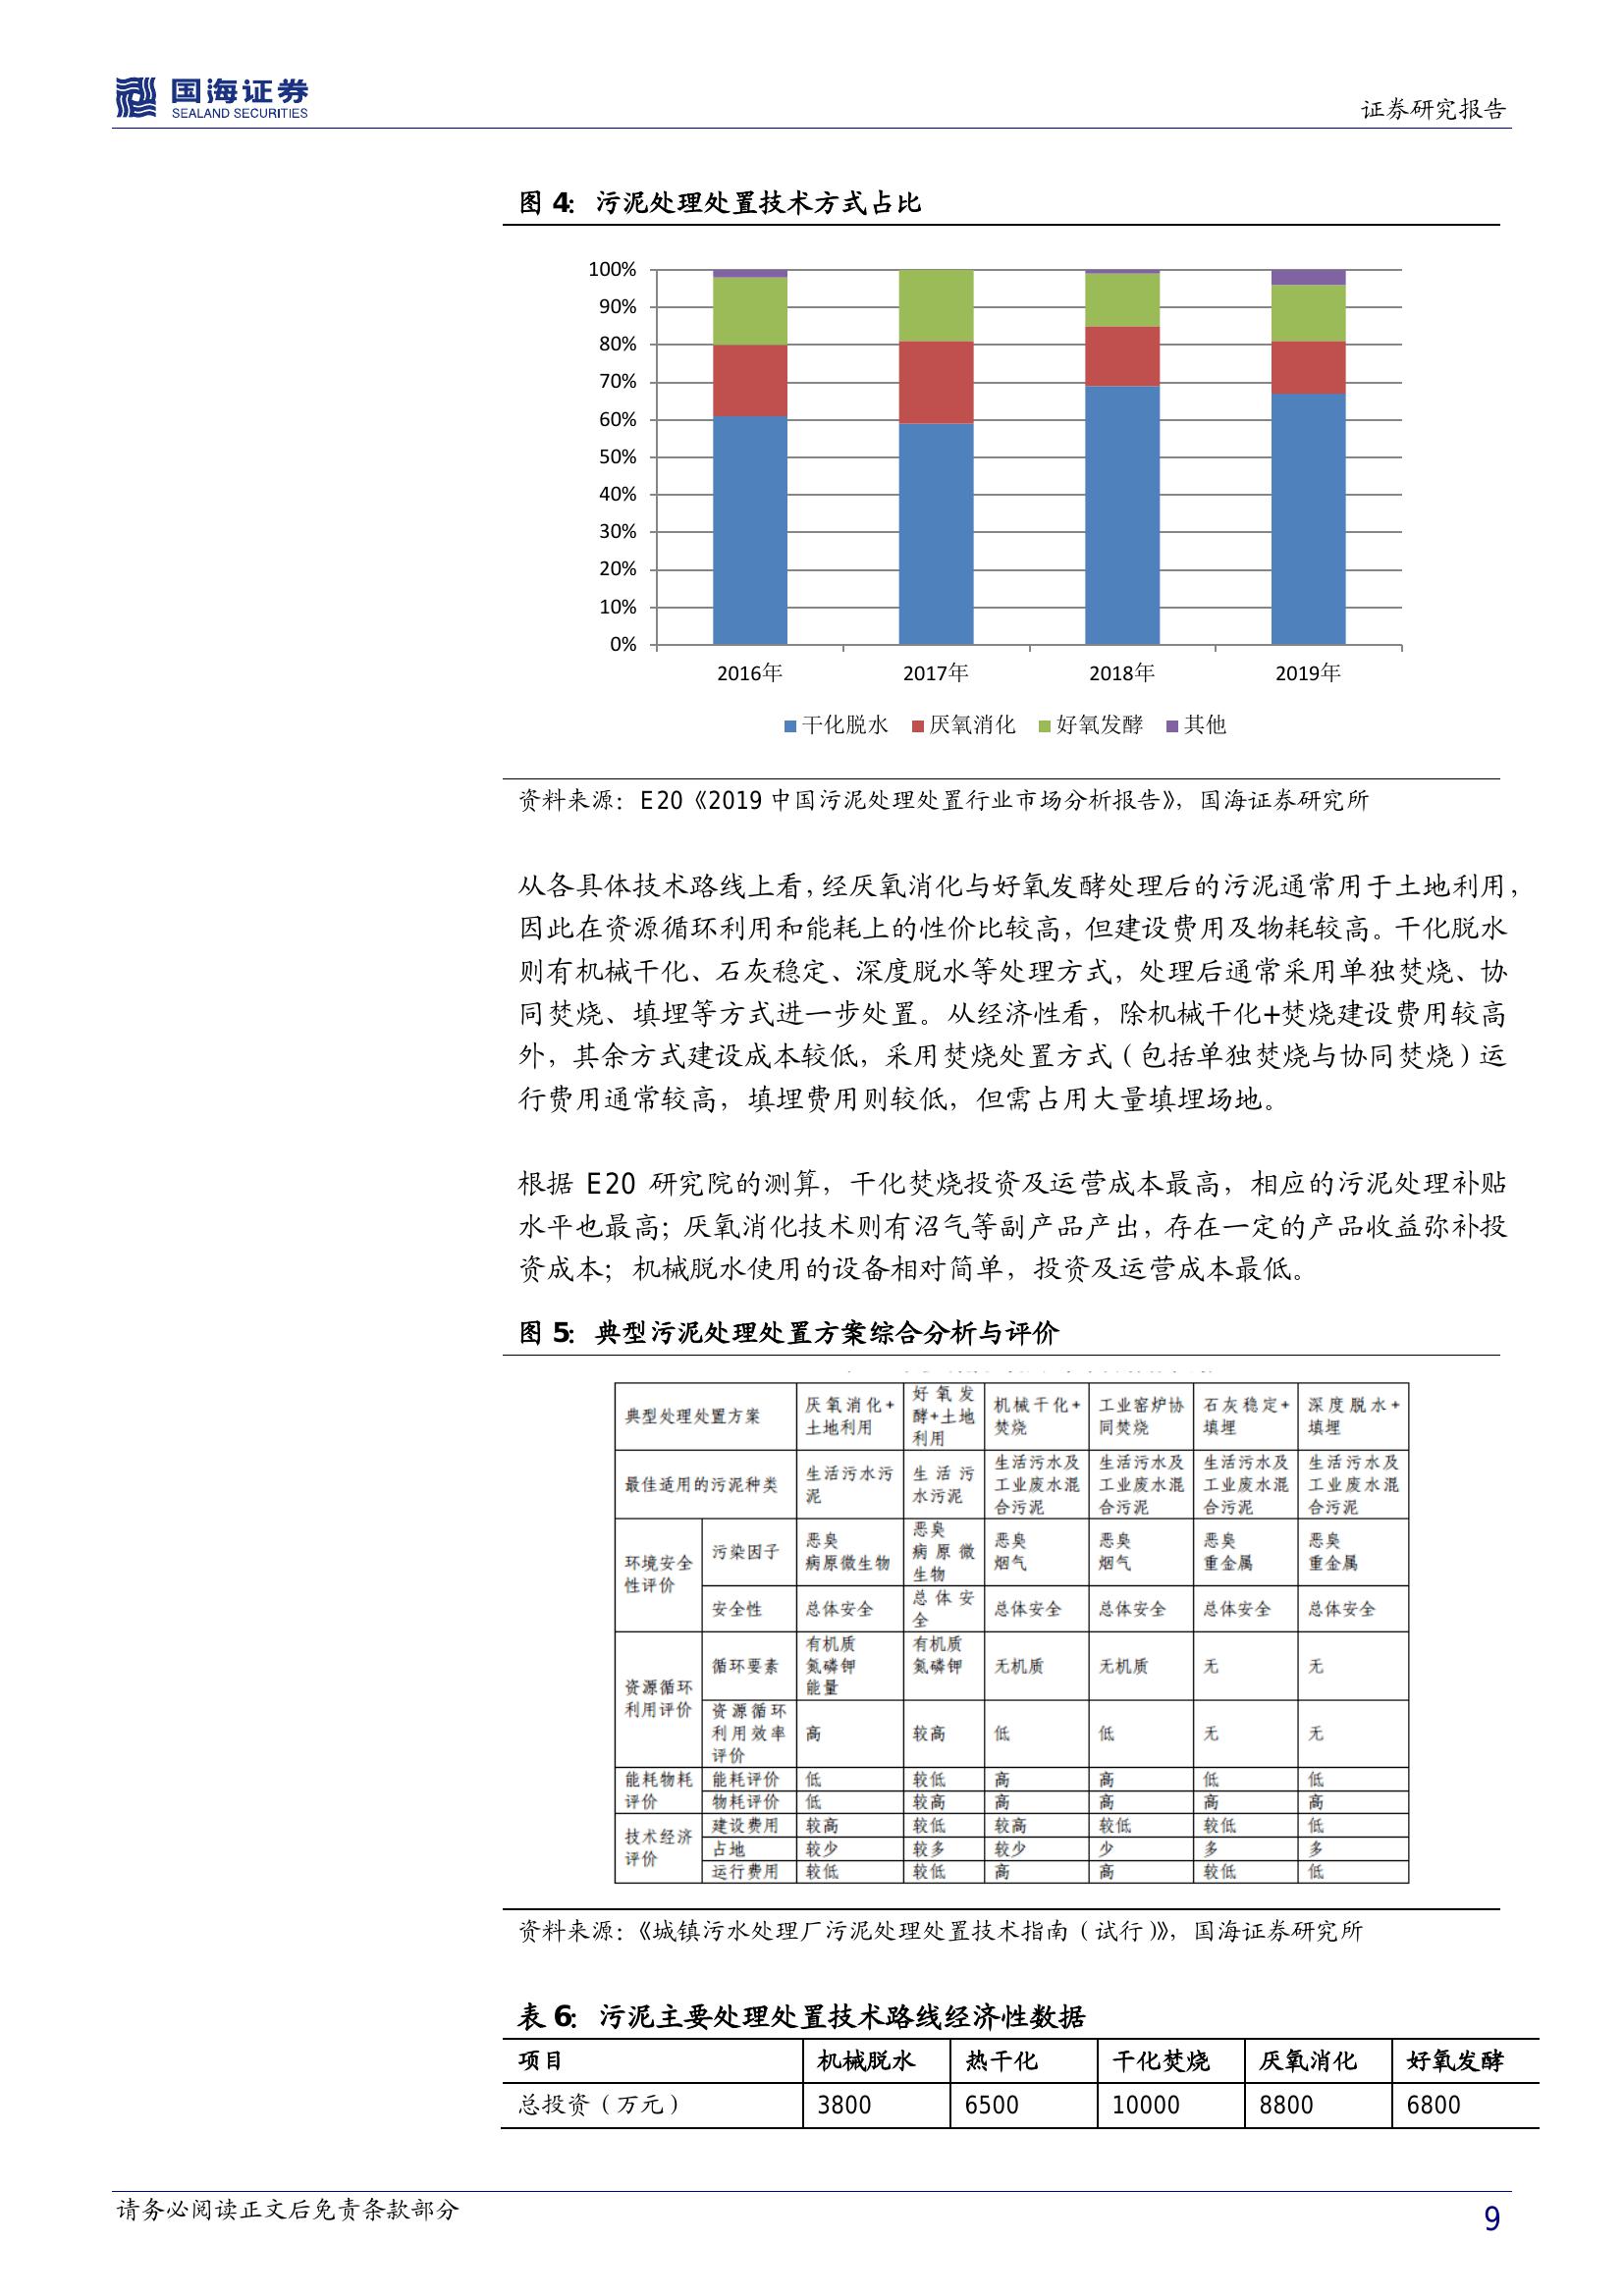 国海证券
SEALAND SECURITIES
证券研究报告
图 4：污泥处理处置技术方式占比
100%
90%
80%
70%
60%
50%
40%
30%
20%
10%
0%
2016年 2017年 2018年 2019年
干化脱水 厌氧消化 好氧发酵 其他
资料来源：E20《2019 中国污泥处理处置行业市场分析报告》，国海证券研究所
从各具体技术路线上看，经厌氧消化与好氧发酵处理后的污泥通常用于土地利用，
因此在资源循环利用和能耗上的性价比较高，但建设费用及物耗较高。干化脱水
则有机械干化、石灰稳定、深度脱水等处理方式，处理后通常采用单独焚烧、协
同焚烧、填埋等方式进一步处置。从经济性看，除机械干化+焚烧建设费用较高
外，其余方式建设成本较低，采用焚烧处置方式（包括单独焚烧与协同焚烧）运
行费用通常较高，填埋费用则较低，但需占用大量填埋场地。
根据 E20 研究院的测算，干化焚烧投资及运营成本最高，相应的污泥处理补贴
水平也最高；厌氧消化技术则有沼气等副产品产出，存在一定的产品收益弥补投
资成本；机械脱水使用的设备相对简单，投资及运营成本最低。
图 5：典型污泥处理处置方案综合分析与评价
典型处理处置方案 厌氧消化+土地利用 好氧发酵+土地利用 机械干化+焚烧 工业窑炉协同焚烧 石灰稳定+填埋 深度脱水+填埋
最佳适用的污泥种类 生活污水污泥 生活污水污泥 生活污水及工业废水混合污泥 生活污水及工业废水混合污泥 生活污水及工业废水混合污泥 生活污水及工业废水混合污泥
环境安全性评价 污染因子 恶臭 病原微生物 恶臭 病原微生物 恶臭 烟气 恶臭 烟气 恶臭 重金属 恶臭 重金属
安全性 总体安全 总体安全 总体安全 总体安全 总体安全 总体安全
资源循环利用评价 循环要素 有机质 氮磷钾 能量 有机质 氮磷钾 无机质 无机质 无 无
资源循环利用效率评价 高 较高 低 低 无 无
能耗物耗评价 能耗评价 低 较低 高 高 低 低
物耗评价 低 较高 高 高 高 高
技术经济评价 建设费用 较高 较低 较高 较低 较低 低
占地 较少 较多 较少 少 多 多
运行费用 较低 较低 高 高 较低 低
资料来源：《城镇污水处理厂污泥处理处置技术指南（试行）》，国海证券研究所
表 6：污泥主要处理处置技术路线经济性数据
项目 机械脱水 热干化 干化焚烧 厌氧消化 好氧发酵
总投资（万元） 3800 6500 10000 8800 6800
请务必阅读正文后免责条款部分
9